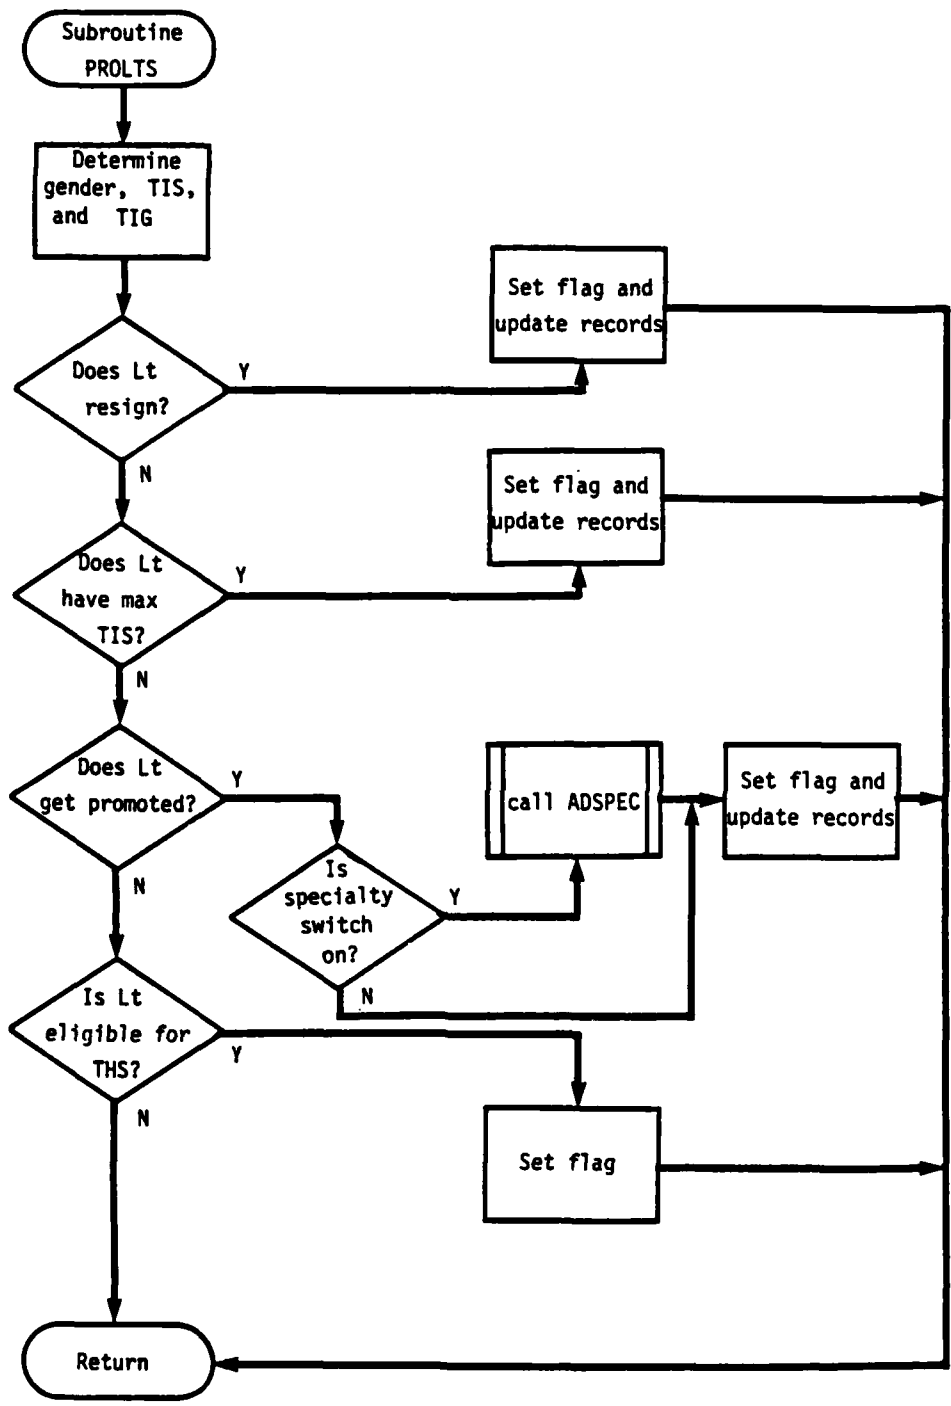 Subroutine
PROLTS
Determine
gender, TIS,
and TIG
Does Lt
resign?
Y
N
Set flag and
update records
Does Lt
have max
TIS?
Y
N
Set flag and
update records
Does Lt
get promoted?
Y
N
Is
specialty
switch
on?
Y
N
call ADSPEC
Set flag and
update records
Is Lt
eligible for
THS?
Y
N
Set flag
Return